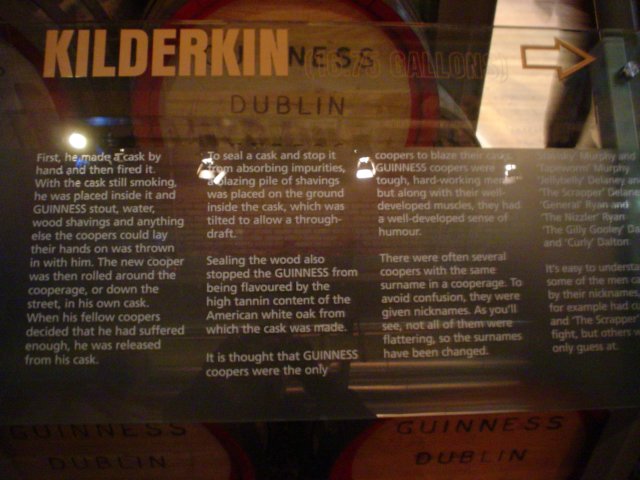 KILDERKIN
GUINNESS
DUBLIN
First, he made a cask by
hand and then fired it.
With the cask still smoking,
he was placed inside it and
GUINNESS stout, water,
wood shavings and anything
else the coopers could lay
their hands on was thrown
in with him. The new cooper
was then rolled around the
cooperage, or down the
street, in his own cask.
When his fellow coopers
decided that he had suffered
enough, he was released
from his cask.
To seal a cask and stop it
from absorbing impurities,
a blazing pile of shavings
was placed on the ground
inside the cask, which was
tilted to allow a through-
draft.
Sealing the wood also
stopped the GUINNESS from
being flavoured by the
high tannin content of the
American white oak from
which the cask was made.
It is thought that GUINNESS
coopers were the only
coopers to blaze their
GUINNESS coopers were
tough, hard-working
but along with their well-
developed muscles, they had
a well-developed sense of
humour.
There were often several
coopers with the same
surname in a cooperage. To
avoid confusion, they were
given nicknames. As you'll
see, not all of them were
flattering, so the surnames
have been changed.
Murphy and
Murphy
Delaney and
'The Scrapper'
'General' Ryan and
'The Nizzler' Ryan
'The Gilly Gooley'
and 'Curly' Dalton
It's easy to
some of the men
by their nicknames
for example had
and 'The Scrapper'
fight, but others
only guess at.
GUINNESS
DUBLIN
GUINNESS
DUBLIN